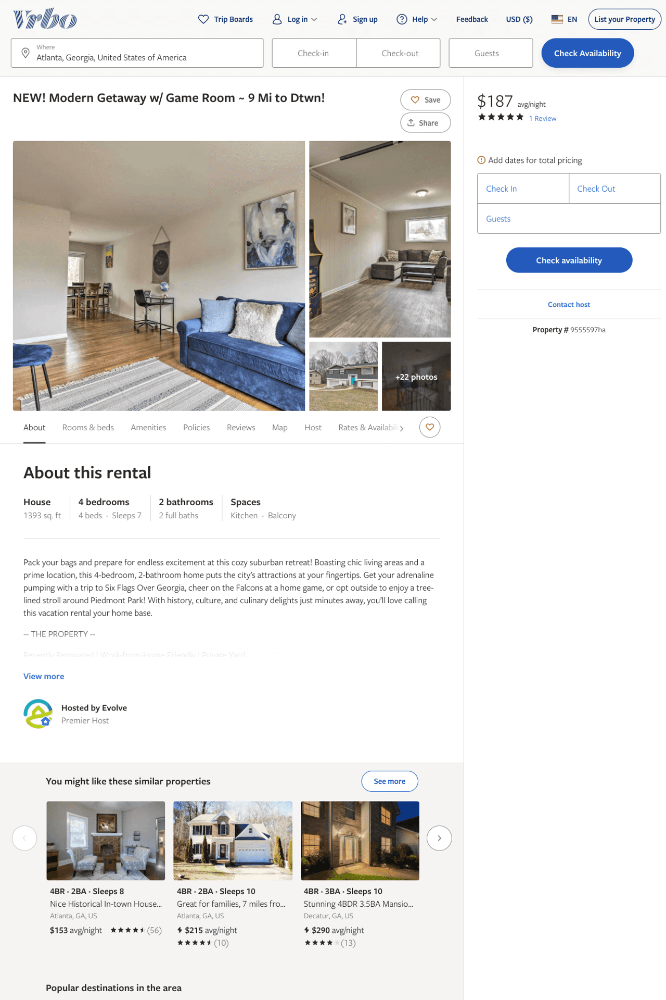 Vrbo
Trip Boards
Log in
Sign up
Help
Feedback
USD ($)
EN
List your Property
Where
Atlanta, Georgia, United States of America
Check-in
Check-out
Guests
Check Availability
NEW! Modern Getaway w/ Game Room ~ 9 Mi to Dtwn!
Save
Share
+22 photos
$187 avg/night
1 Review
Add dates for total pricing
Check In
Check Out
Guests
Check availability
Contact host
Property # 9555597ha
About
Rooms & beds
Amenities
Policies
Reviews
Map
Host
Rates & Availabili
About this rental
House
1393 sq. ft
4 bedrooms
4 beds · Sleeps 7
2 bathrooms
2 full baths
Spaces
Kitchen · Balcony
Pack your bags and prepare for endless excitement at this cozy suburban retreat! Boasting chic living areas and a
prime location, this 4-bedroom, 2-bathroom home puts the city's attractions at your fingertips. Get your adrenaline
pumping with a trip to Six Flags Over Georgia, cheer on the Falcons at a home game, or opt outside to enjoy a tree-
lined stroll around Piedmont Park! With history, culture, and culinary delights just minutes away, you'll love calling
this vacation rental your home base.
-- THE PROPERTY --
Recently Renovated | Work-from-Home Friendly | Private Yard
View more
Hosted by Evolve
Premier Host
You might like these similar properties
See more
4BR · 2BA · Sleeps 8
Nice Historical In-town House...
Atlanta, GA, US
$153 avg/night (56)
4BR · 2BA · Sleeps 10
Great for families, 7 miles fro...
Atlanta, GA, US
$215 avg/night
(10)
4BR · 3BA · Sleeps 10
Stunning 4BDR 3.5BA Mansio...
Decatur, GA, US
$290 avg/night
(13)
Popular destinations in the area